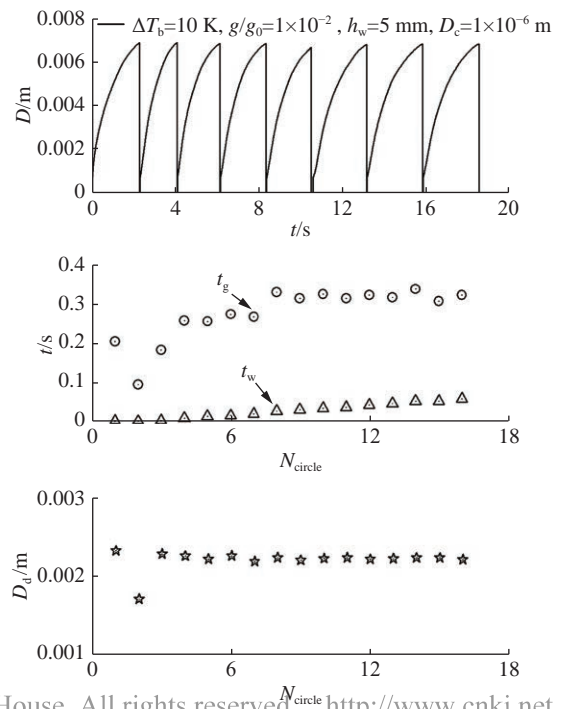 ΔT_b=10 K, g/g_0=1×10^{-2} , h_w=5 mm, D_c=1×10^{-6} m
0.008
0.006
0.004
0.002
0
D/m
0 4 8 12 16 20
t/s
0.4
0.3
0.2
0.1
0
t/s
t_g
t_w
0 6 12 18
N_circle
0.003
0.002
0.001
D_d/m
0 6 12 18
N_circle
House. All rights reserved. http://www.cnki.net